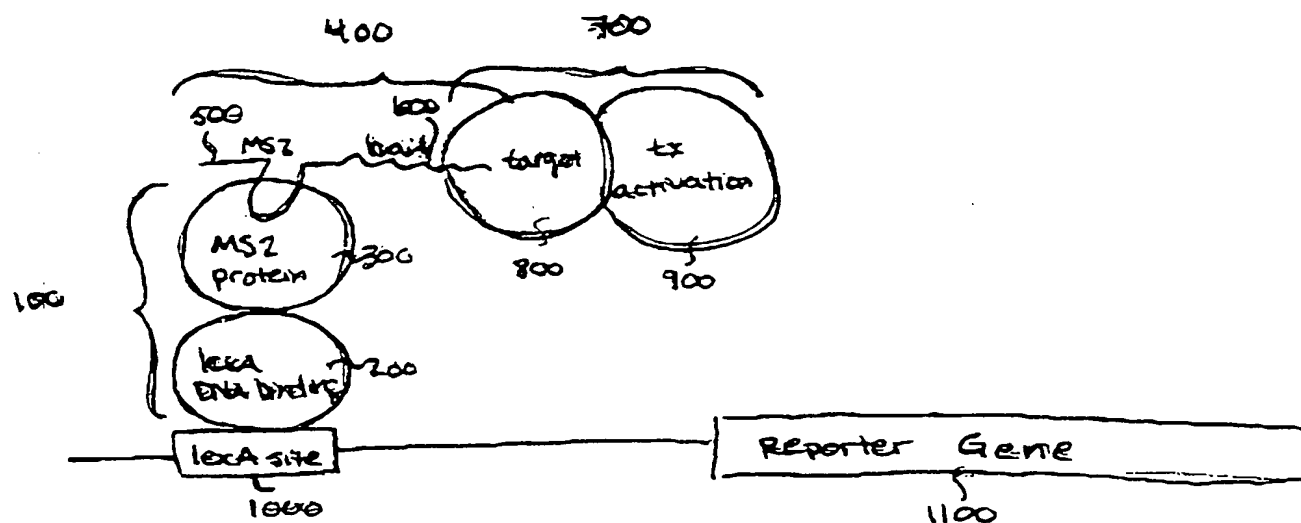 400 700
500 MS2 bait 600
target tx
activation
MS2
protein 300
800 900
100
lexA
DNA binding 200
lexA site
Reporter Gene
1000
1100